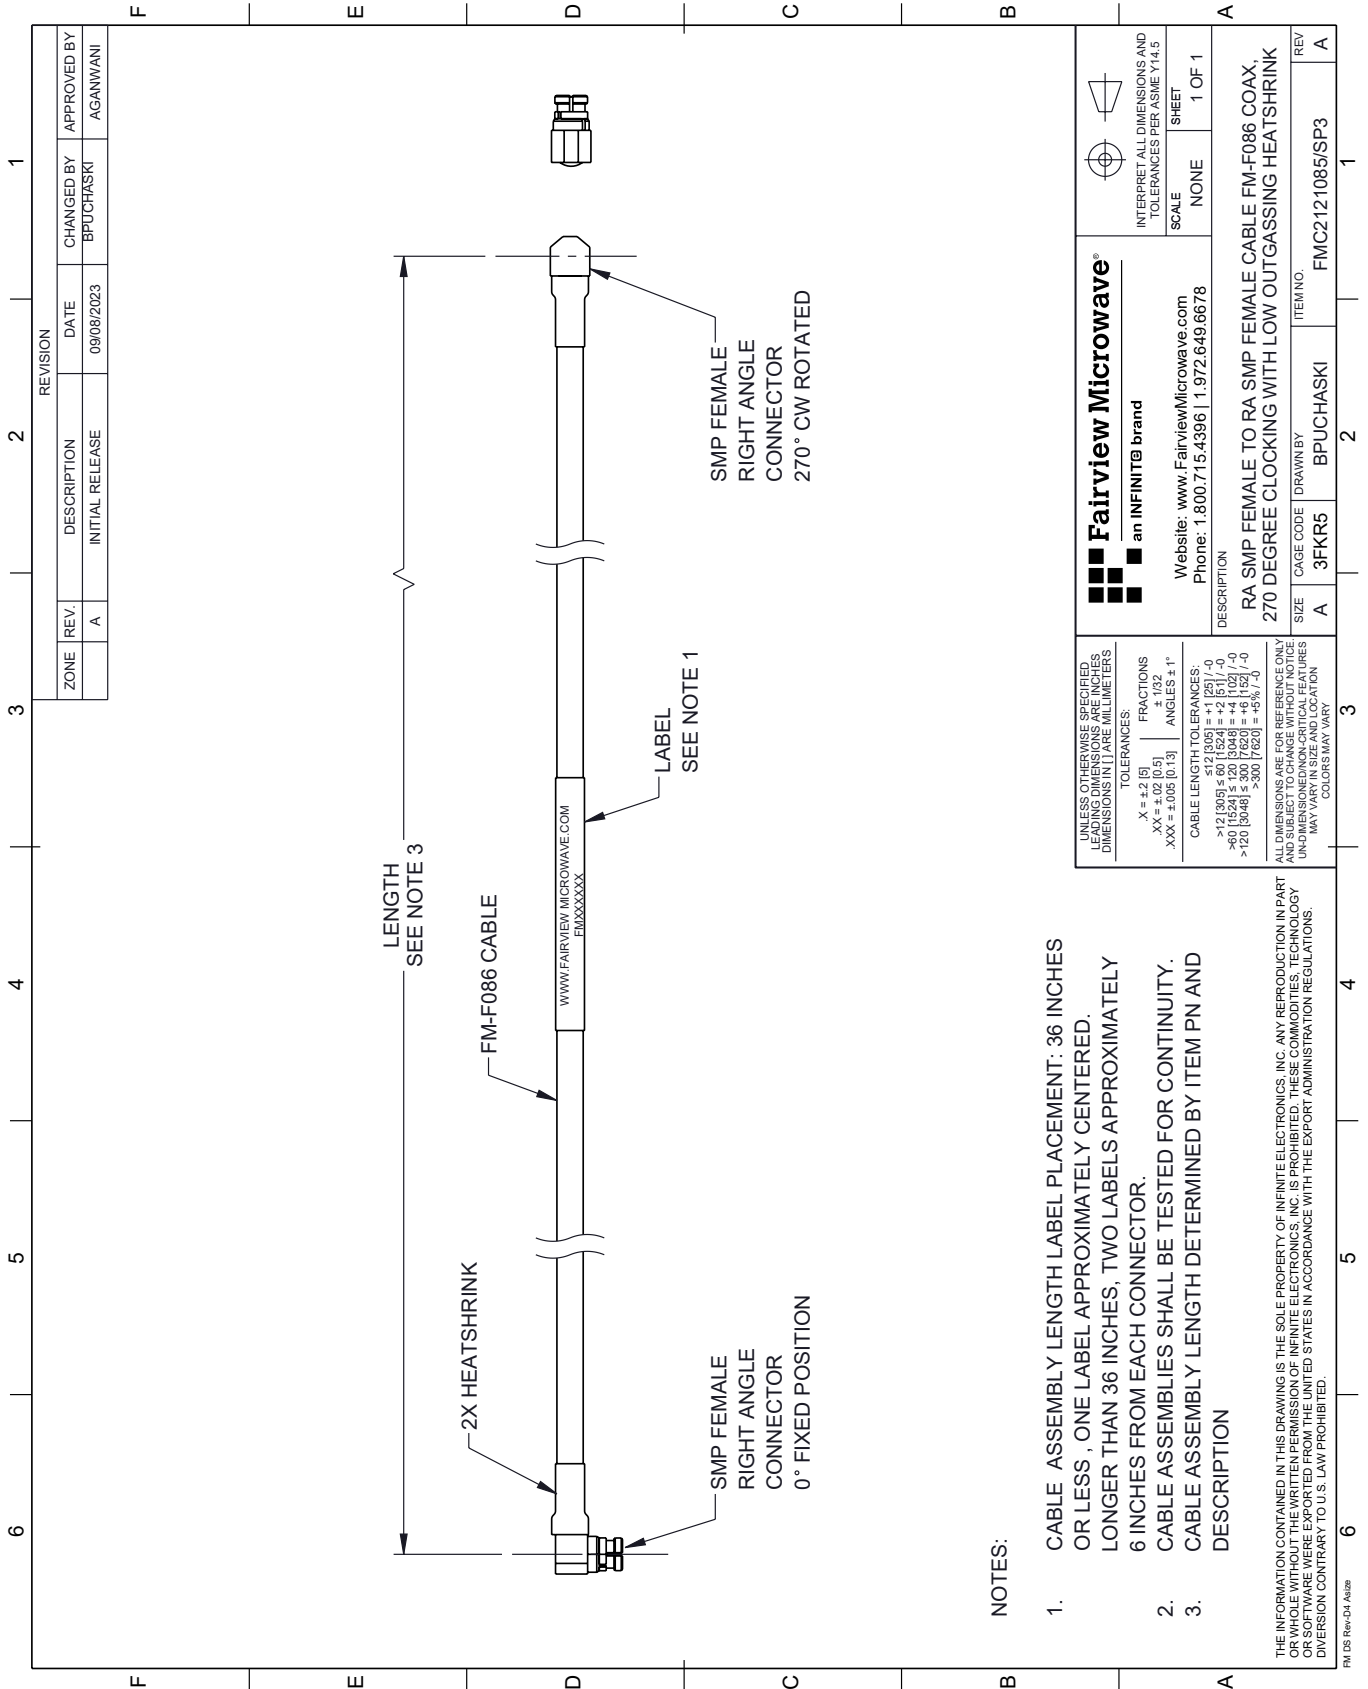 REVISION
ZONE REV. DESCRIPTION DATE CHANGED BY APPROVED BY
A INITIAL RELEASE 09/08/2023 BPUCHASKI AGANWANI
6 5 4 3 2 1
F
E
D
C
B
A
F
E
D
C
B
A
LENGTH
SEE NOTE 3
2X HEATSHRINK
FM-F086 CABLE
WWW.FAIRVIEW MICROWAVE.COM
FMXXXXXX
LABEL
SEE NOTE 1
SMP FEMALE
RIGHT ANGLE
CONNECTOR
0° FIXED POSITION
SMP FEMALE
RIGHT ANGLE
CONNECTOR
270° CW ROTATED
NOTES:
1. CABLE ASSEMBLY LENGTH LABEL PLACEMENT: 36 INCHES
OR LESS , ONE LABEL APPROXIMATELY CENTERED.
LONGER THAN 36 INCHES, TWO LABELS APPROXIMATELY
6 INCHES FROM EACH CONNECTOR.
2. CABLE ASSEMBLIES SHALL BE TESTED FOR CONTINUITY.
3. CABLE ASSEMBLY LENGTH DETERMINED BY ITEM PN AND
DESCRIPTION
THE INFORMATION CONTAINED IN THIS DRAWING IS THE SOLE PROPERTY OF INFINITE ELECTRONICS, INC. ANY REPRODUCTION IN PART
OR WHOLE WITHOUT THE WRITTEN PERMISSION OF INFINITE ELECTRONICS, INC. IS PROHIBITED. THESE COMMODITIES, TECHNOLOGY
OR SOFTWARE WERE EXPORTED FROM THE UNITED STATES IN ACCORDANCE WITH THE EXPORT ADMINISTRATION REGULATIONS.
DIVERSION CONTRARY TO U.S. LAW PROHIBITED.
UNLESS OTHERWISE SPECIFIED
LEADING DIMENSIONS ARE INCHES
DIMENSIONS IN [ ] ARE MILLIMETERS
TOLERANCES:
.X = ±.2 [5]
.XX = ±.02 [0.5]
.XXX = ±.005 [0.13]
FRACTIONS
± 1/32
ANGLES ± 1°
CABLE LENGTH TOLERANCES:
≤12 [305] = +1 [25] / -0
>12 [305] ≤ 60 [1524] = +2 [51] / -0
>60 [1524] ≤ 120 [3048] = +4 [102] / -0
>120 [3048] ≤ 300 [7620] = +6 [152] / -0
>300 [7620] = +5% / -0
ALL DIMENSIONS ARE FOR REFERENCE ONLY
AND SUBJECT TO CHANGE WITHOUT NOTICE.
UN-DIMENSIONED/NON-CRITICAL FEATURES
MAY VARY IN SIZE AND LOCATION
COLORS MAY VARY
Fairview Microwave®
an INFINIT® brand
Website: www.FairviewMicrowave.com
Phone: 1.800.715.4396 | 1.972.649.6678
INTERPRET ALL DIMENSIONS AND
TOLERANCES PER ASME Y14.5
SCALE NONE
SHEET 1 OF 1
DESCRIPTION
RA SMP FEMALE TO RA SMP FEMALE CABLE FM-F086 COAX,
270 DEGREE CLOCKING WITH LOW OUTGASSING HEATSHRINK
SIZE CAGE CODE DRAWN BY ITEM NO. REV
A 3FKR5 BPUCHASKI FMC2121085/SP3 A
6 5 4 3 2 1
FM DS Rev-D4 Asize